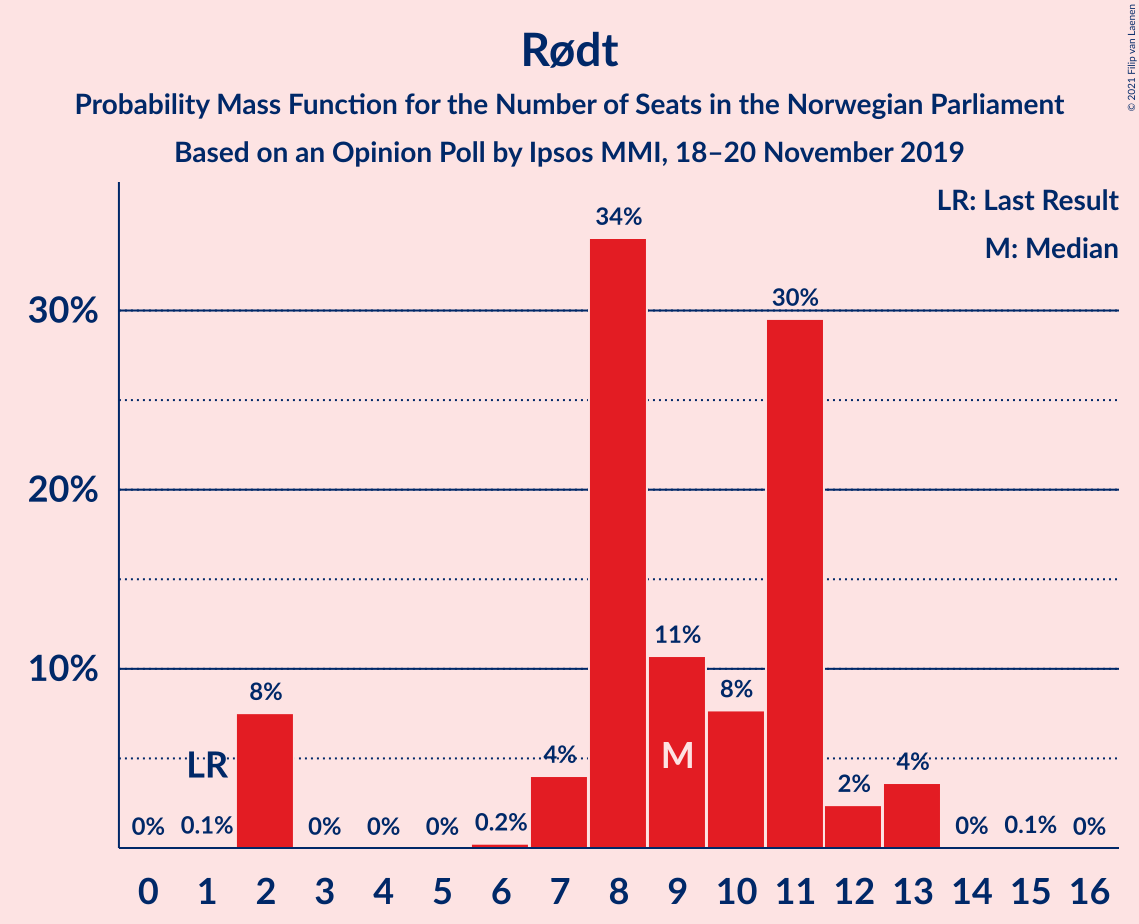 Rødt
Probability Mass Function for the Number of Seats in the Norwegian Parliament
Based on an Opinion Poll by Ipsos MMI, 18–20 November 2019
© 2021 Filip van Laenen
LR: Last Result
M: Median
30%
20%
10%
0% 0.1% 8% 0% 0% 0% 0.2% 4% 34% 11% 8% 30% 2% 4% 0% 0.1% 0%
LR
M
0 1 2 3 4 5 6 7 8 9 10 11 12 13 14 15 16